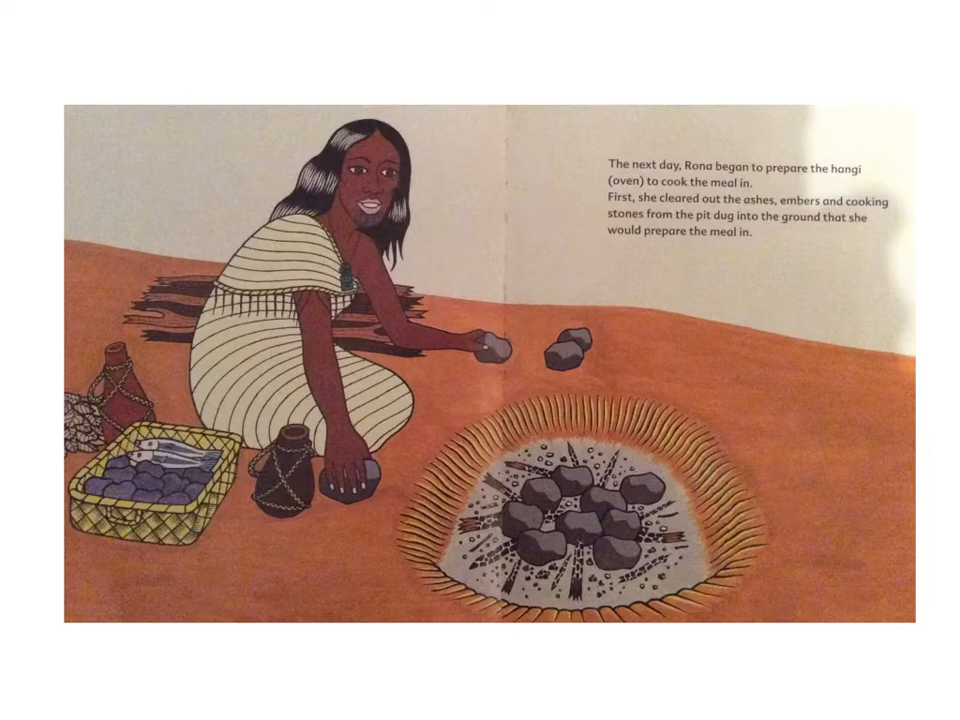 The next day, Rona began to prepare the hangi
(oven) to cook the meal in.
First, she cleared out the ashes, embers and cooking
stones from the pit dug into the ground that she
would prepare the meal in.